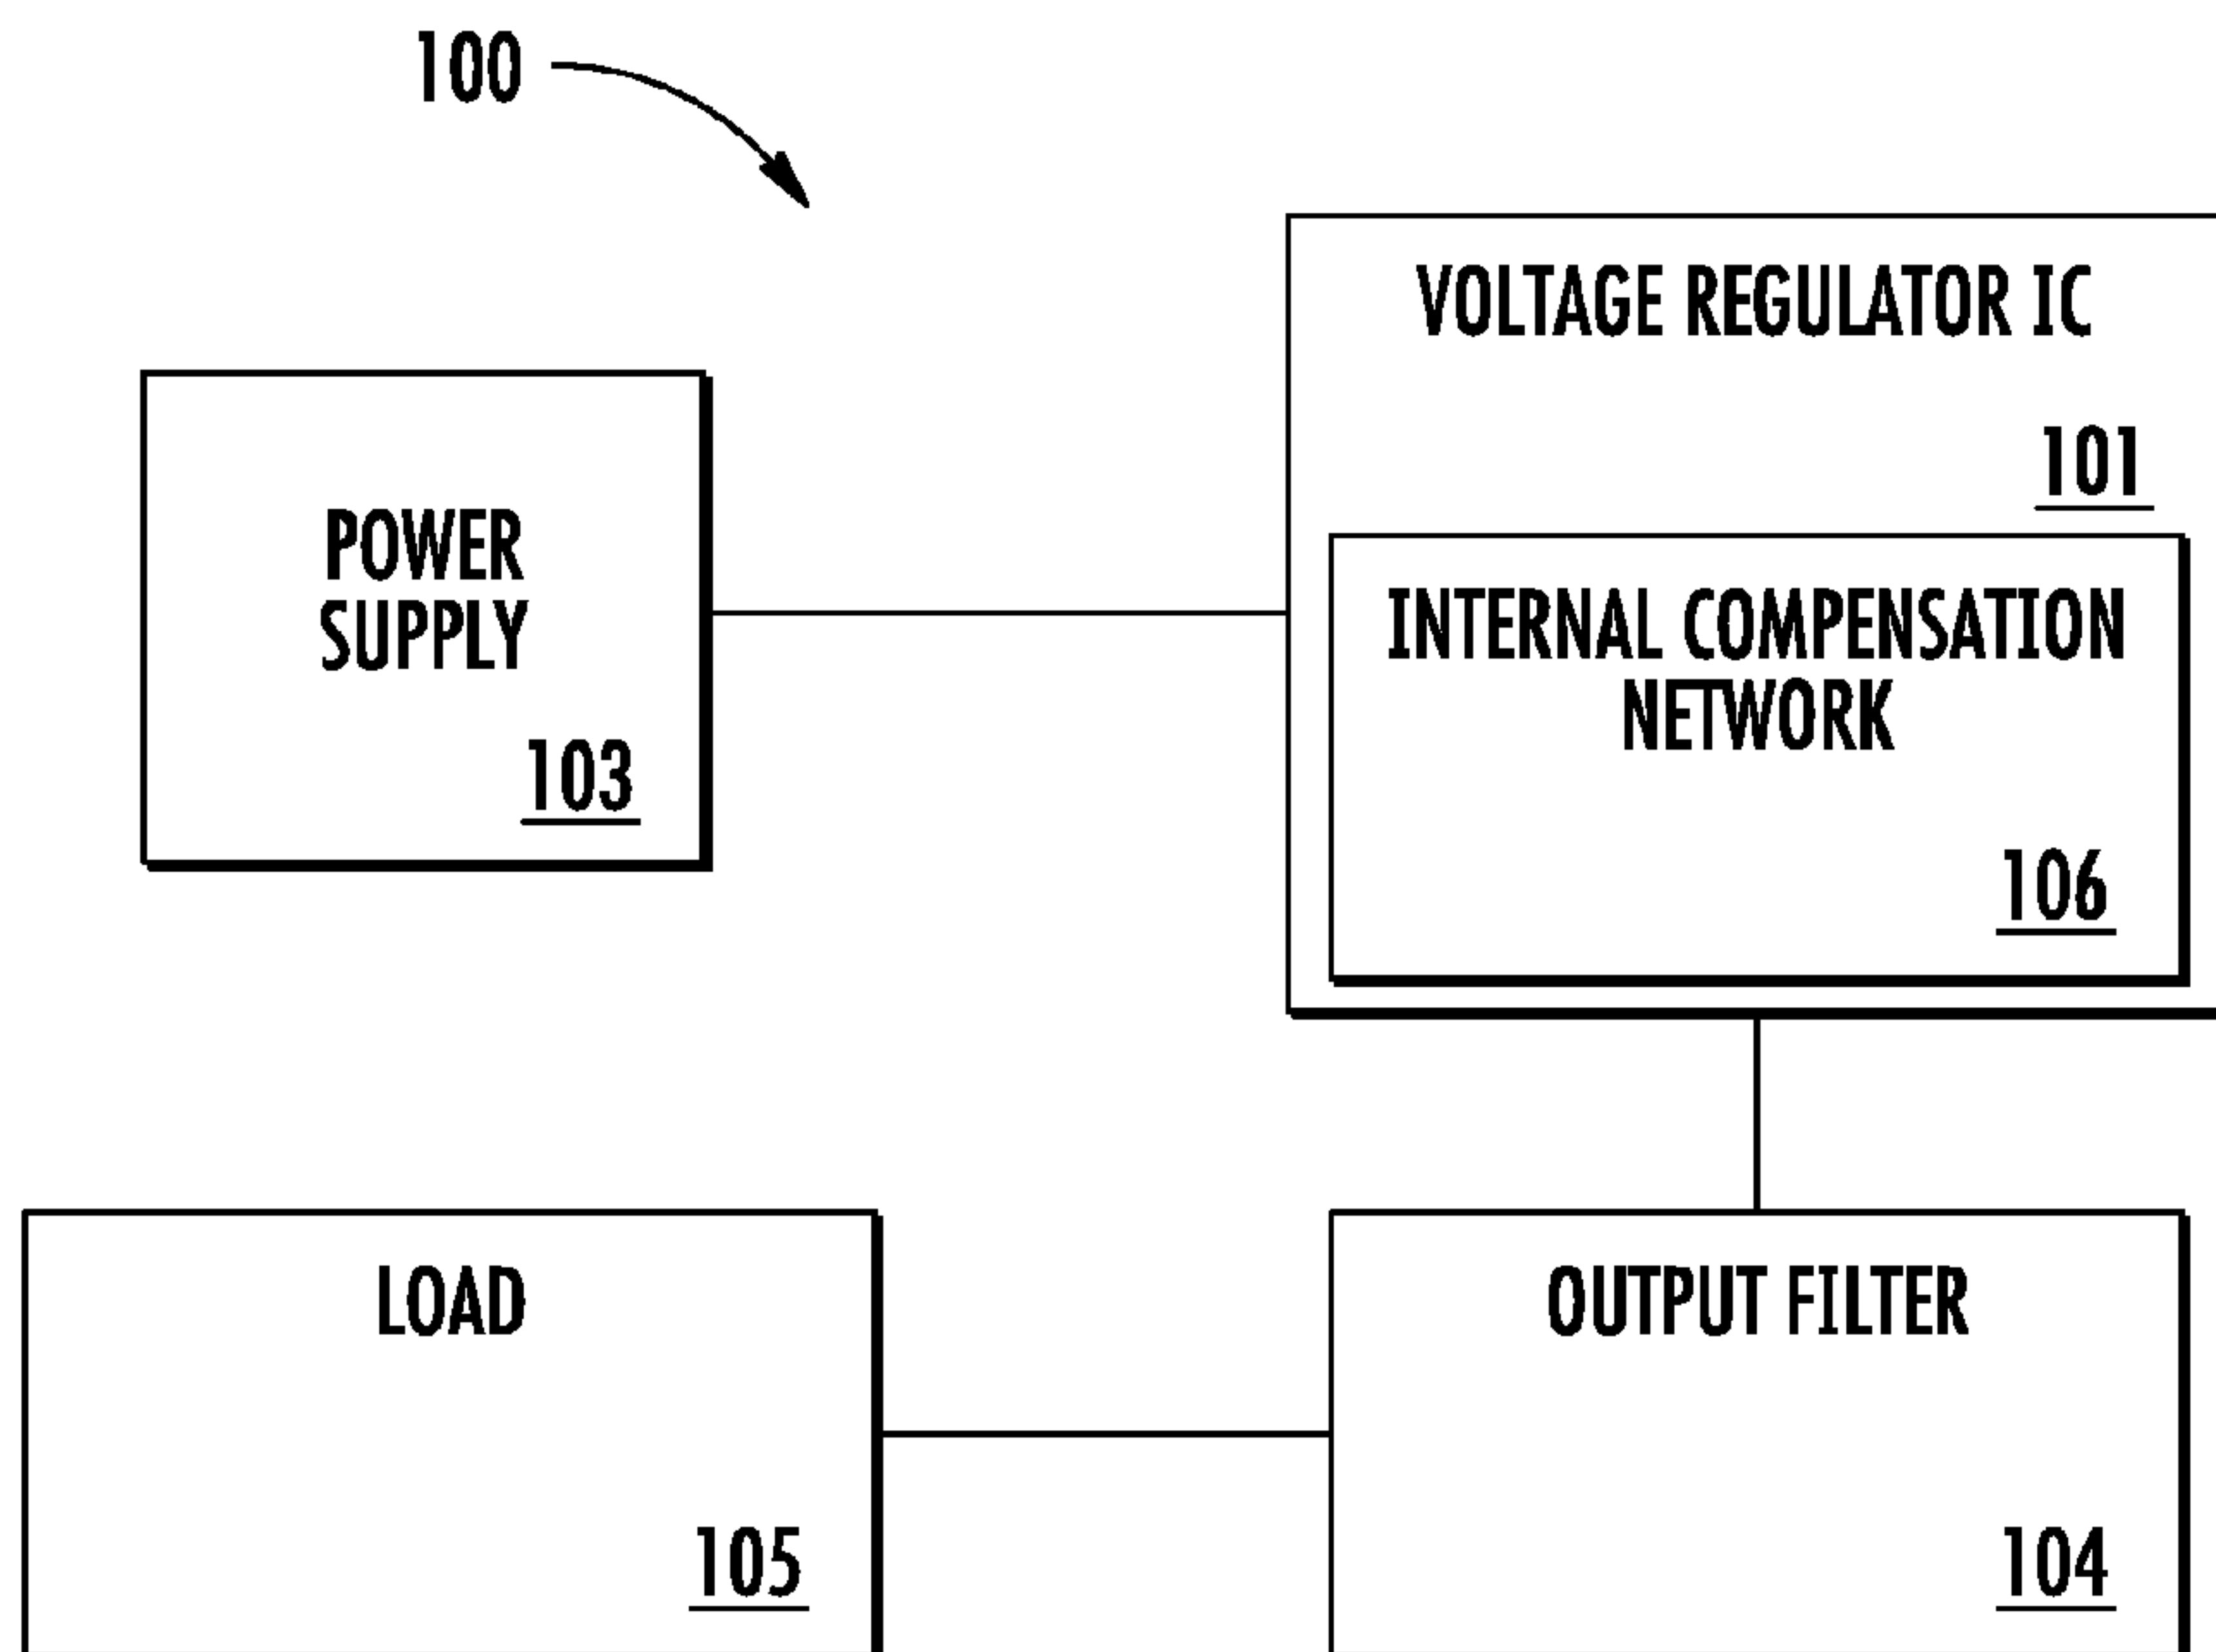 100
VOLTAGE REGULATOR IC
101
POWER
SUPPLY
103
INTERNAL COMPENSATION
NETWORK
106
LOAD
105
OUTPUT FILTER
104